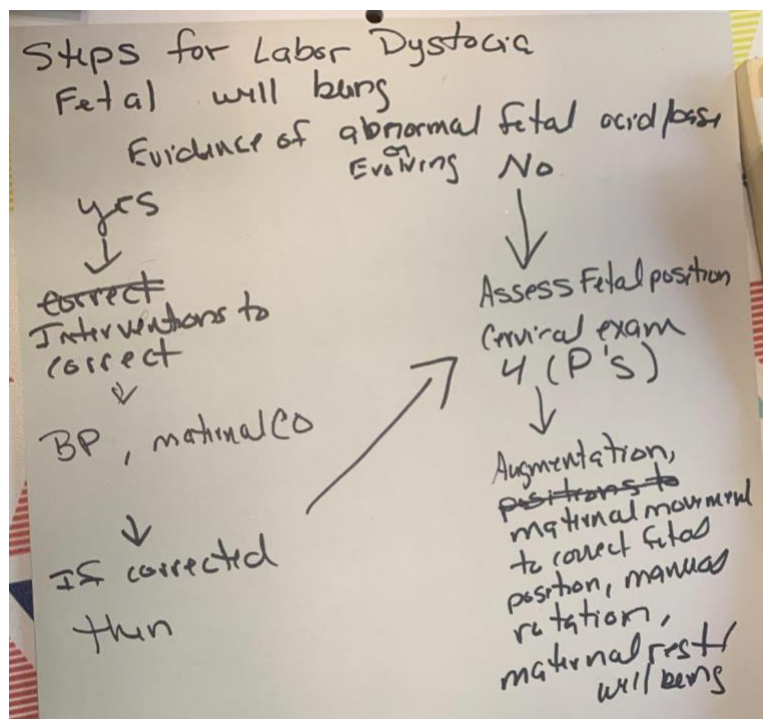 Steps for Labor Dystocia
Fetal well being
Evidence of abnormal fetal acid/base
or
Evolving
No
yes
correct
Interventions to
correct
BP, maternal CO
If corrected
then
Assess Fetal position
Cervical exam
4 (P's)
Augmentation,
positions to
maternal movement
to correct fetal
position, manual
rotation,
maternal rest/
well being